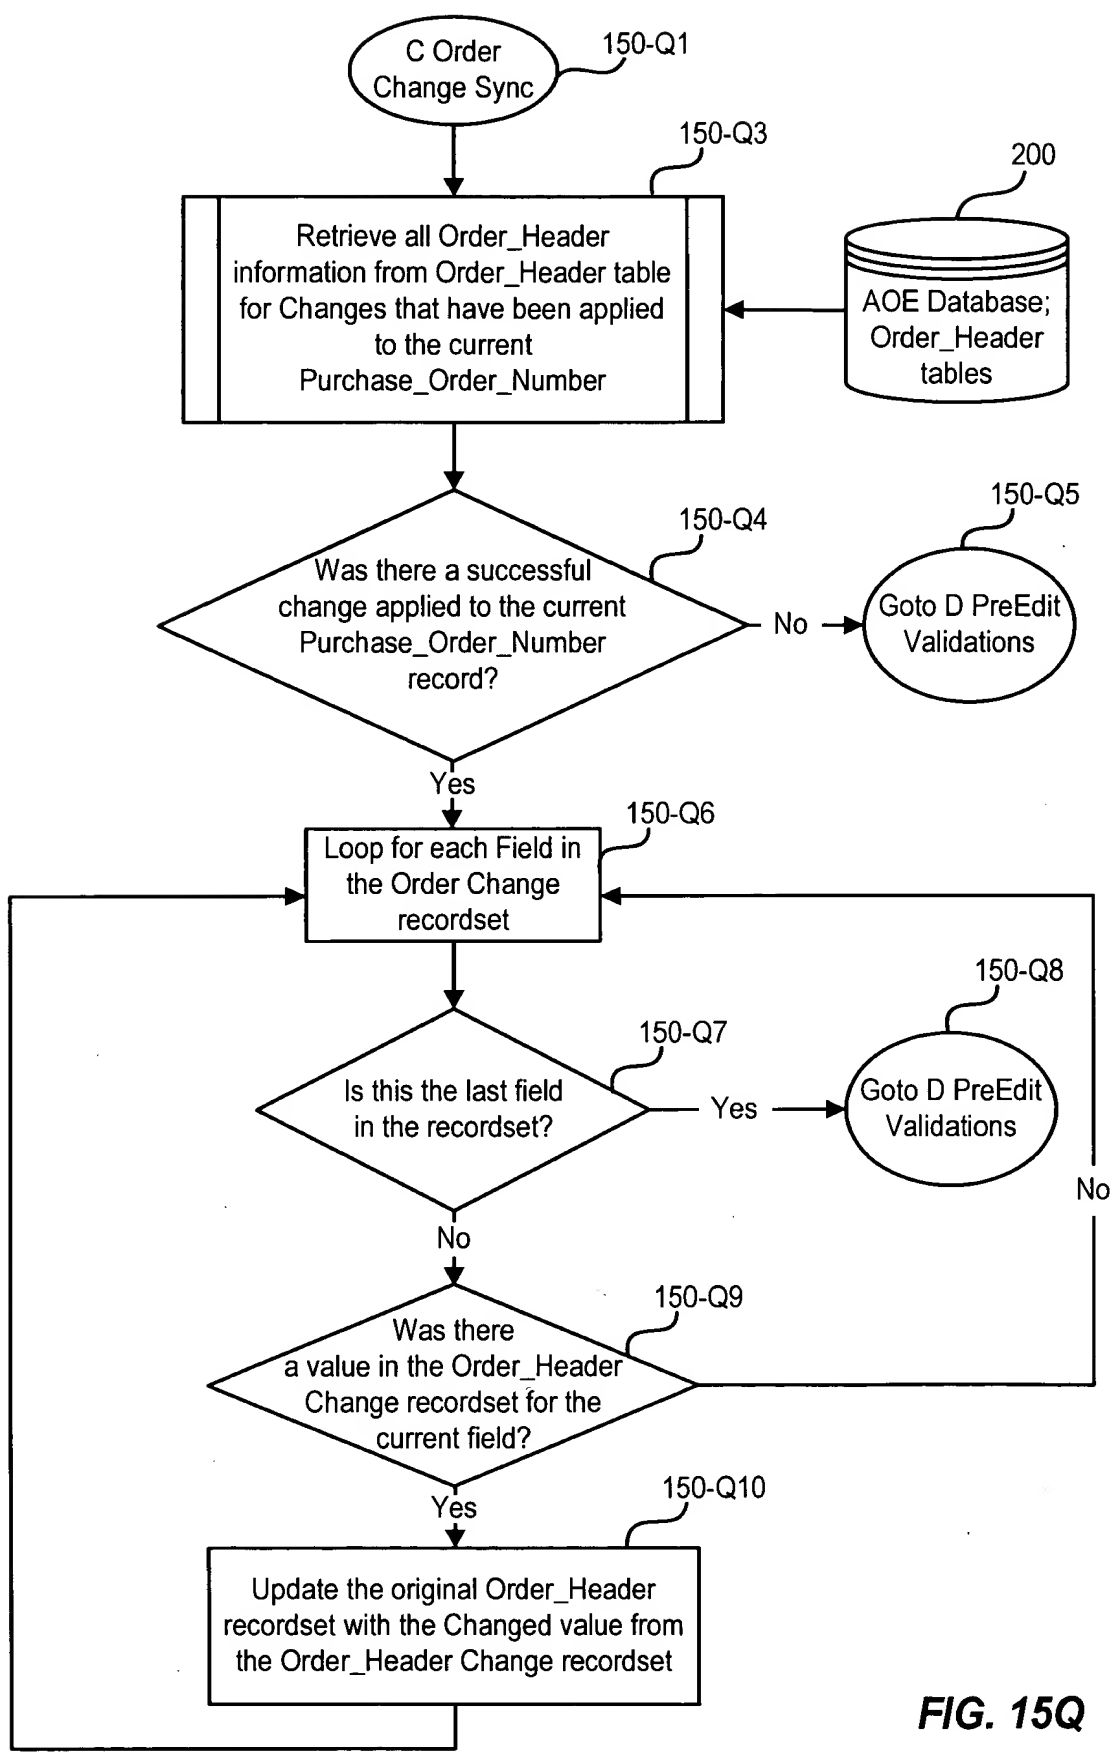 C Order
Change Sync
150-Q1
150-Q3
200
Retrieve all Order_Header
information from Order_Header table
for Changes that have been applied
to the current
Purchase_Order_Number
AOE Database;
Order_Header
tables
150-Q4
150-Q5
Was there a successful
change applied to the current
Purchase_Order_Number
record?
No
Goto D PreEdit
Validations
Yes
150-Q6
Loop for each Field in
the Order Change
recordset
150-Q7
150-Q8
Is this the last field
in the recordset?
Yes
Goto D PreEdit
Validations
No
No
150-Q9
Was there
a value in the Order_Header
Change recordset for the
current field?
Yes
150-Q10
Update the original Order_Header
recordset with the Changed value from
the Order_Header Change recordset
FIG. 15Q